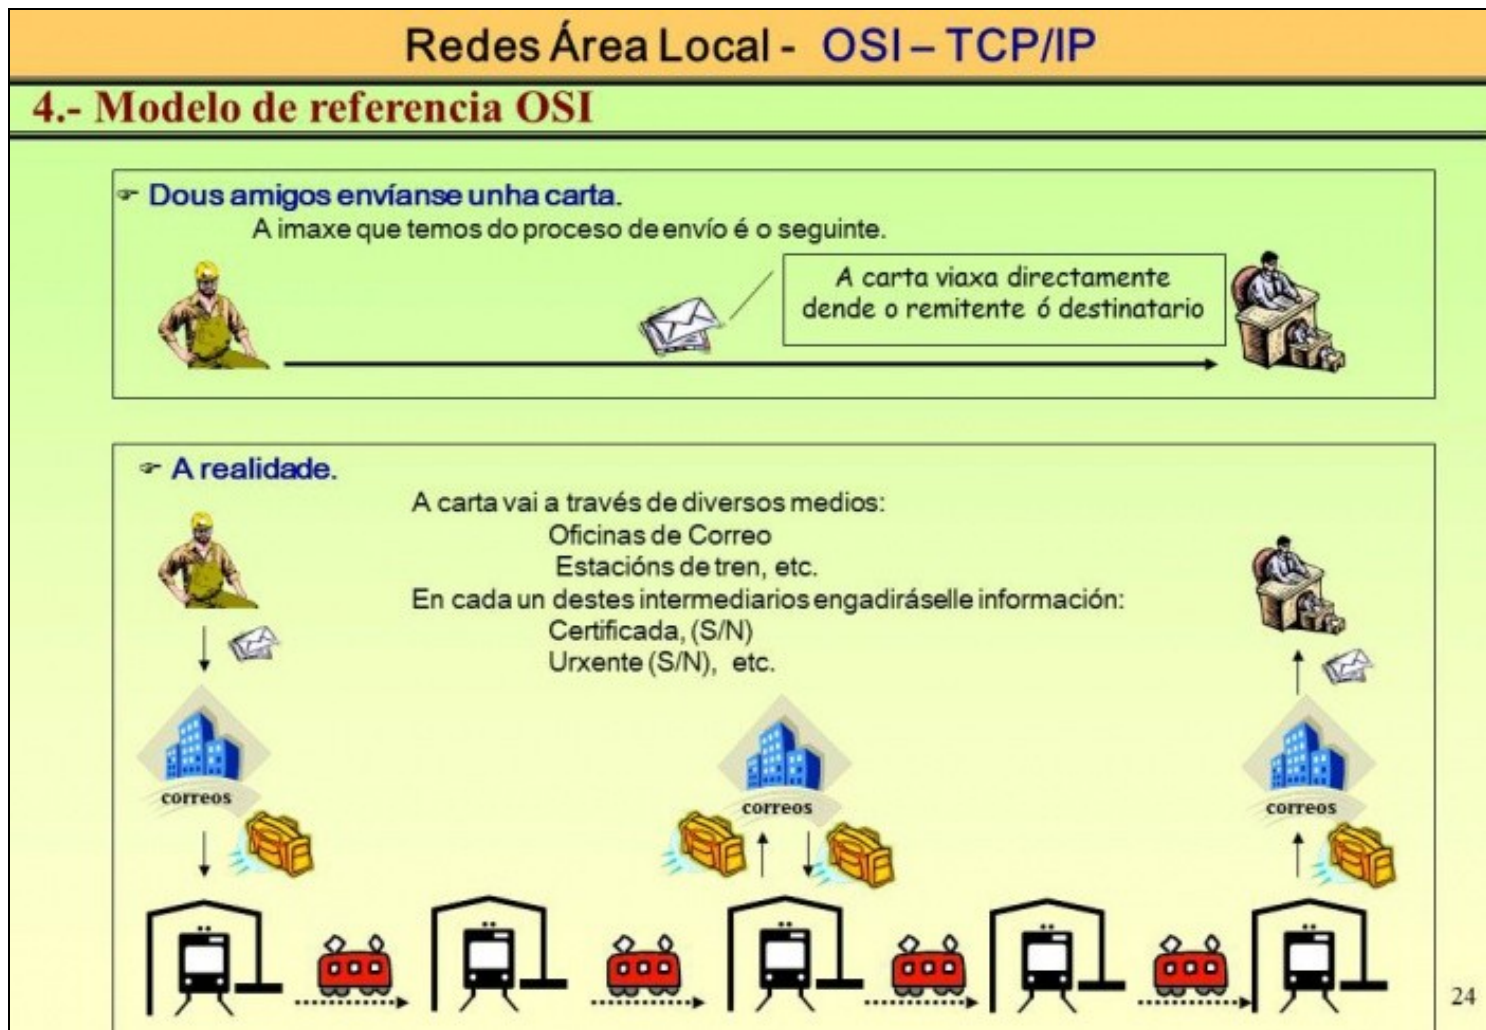 Redes Área Local - OSI – TCP/IP
4.- Modelo de referencia OSI
☞ Dous amigos envíanse unha carta.
A imaxe que temos do proceso de envío é o seguinte.
A carta viaxa directamente
dende o remitente ó destinatario
☞ A realidade.
A carta vai a través de diversos medios:
Oficinas de Correo
Estacións de tren, etc.
En cada un destes intermediarios engadiráselle información:
Certificada, (S/N)
Urxente (S/N), etc.
correos
correos
correos
24